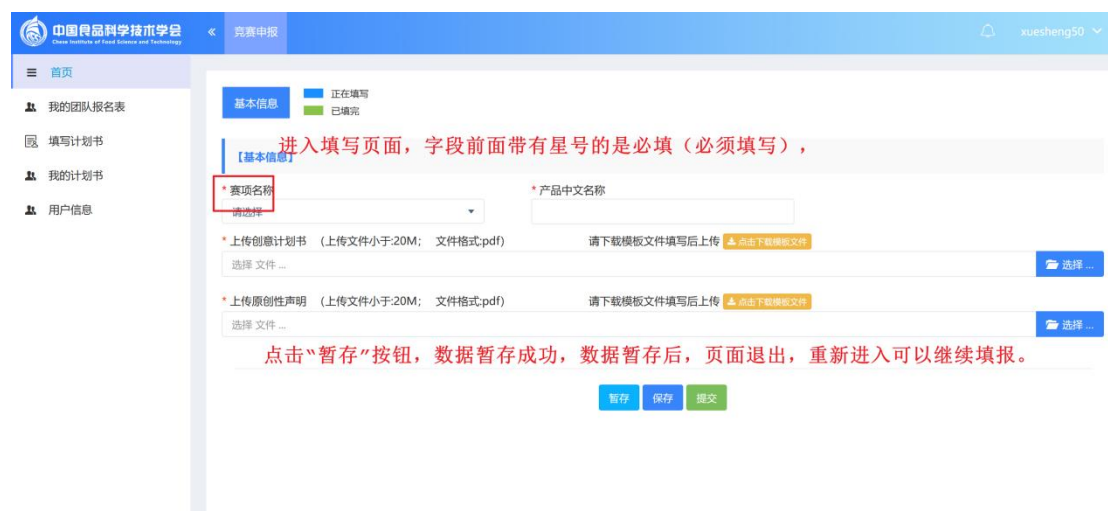 中国食品科学技术学会
Chese Institute of Food Science and Technology
« 竞赛申报
xuesheng50
首页
我的团队报名表
填写计划书
我的计划书
用户信息
基本信息
正在填写
已填完
进入填写页面，字段前面带有星号的是必填（必须填写），
【基本信息】
* 赛项名称 * 产品中文名称
请选择
* 上传创意计划书 （上传文件小于:20M； 文件格式:pdf） 请下载模板文件填写后上传 点击下载模板文件
选择 文件 ... 选择 ...
* 上传原创性声明 （上传文件小于:20M； 文件格式:pdf） 请下载模板文件填写后上传 点击下载模板文件
选择 文件 ... 选择 ...
点击“暂存”按钮，数据暂存成功，数据暂存后，页面退出，重新进入可以继续填报。
暂存 保存 提交